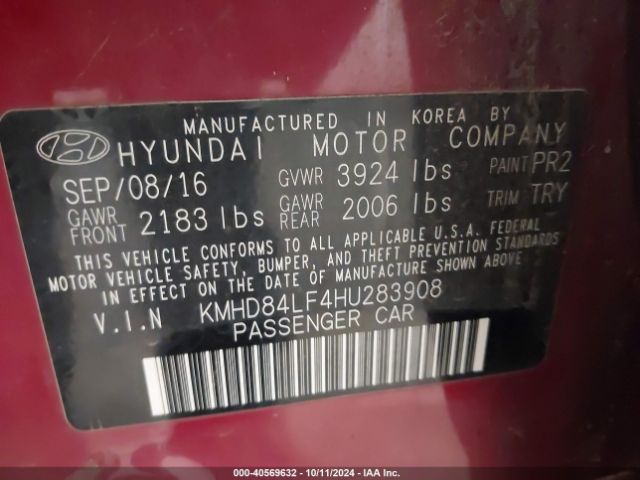 MANUFACTURED IN KOREA BY
HYUNDAI MOTOR COMPANY
SEP/08/16 GVWR 3924 lbs PAINT PR2
GAWR FRONT 2183 lbs GAWR REAR 2006 lbs TRIM TRY
THIS VEHICLE CONFORMS TO ALL APPLICABLE U.S.A. FEDERAL
MOTOR VEHICLE SAFETY, BUMPER, AND THEFT PREVENTION STANDARDS
IN EFFECT ON THE DATE OF MANUFACTURE SHOWN ABOVE.
V.I.N KMHD84LF4HU283908
PASSENGER CAR
000-40569632 - 10/11/2024 - IAAI.COM